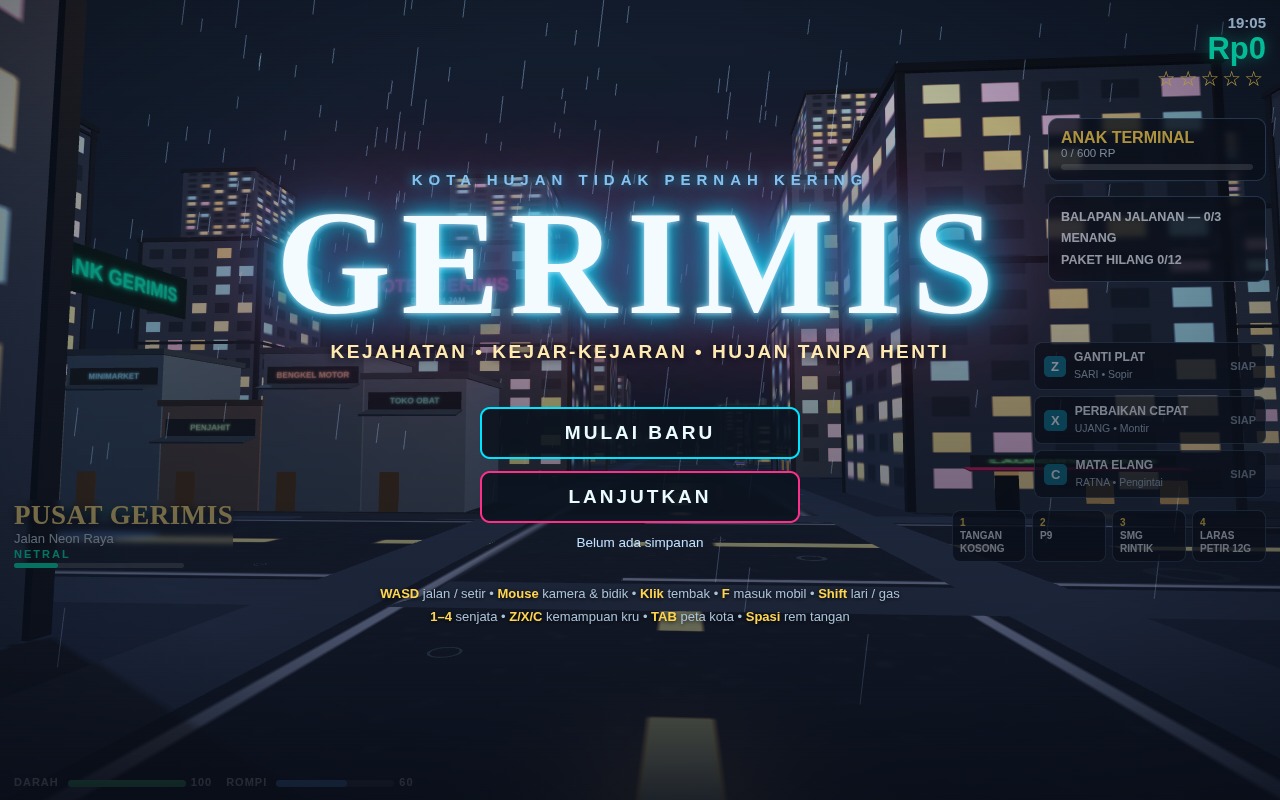 19:05
Rp0
☆☆☆☆☆
ANAK TERMINAL
0 / 600 RP
BALAPAN JALANAN — 0/3
MENANG
PAKET HILANG 0/12
KOTA HUJAN TIDAK PERNAH KERING
GERIMIS
KEJAHATAN • KEJAR-KEJARAN • HUJAN TANPA HENTI
NK GERIMIS
MINIMARKET
BENGKEL MOTOR
TOKO OBAT
PENJAHIT
Z
GANTI PLAT
SARI • Sopir
SIAP
X
PERBAIKAN CEPAT
UJANG • Montir
SIAP
C
MATA ELANG
RATNA • Pengintai
SIAP
MULAI BARU
LANJUTKAN
Belum ada simpanan
PUSAT GERIMIS
Jalan Neon Raya
NETRAL
1
TANGAN
KOSONG
2
P9
3
SMG
RINTIK
4
LARAS
PETIR 12G
WASD jalan / setir • Mouse kamera & bidik • Klik tembak • F masuk mobil • Shift lari / gas
1–4 senjata • Z/X/C kemampuan kru • TAB peta kota • Spasi rem tangan
DARAH 100 ROMPI 60